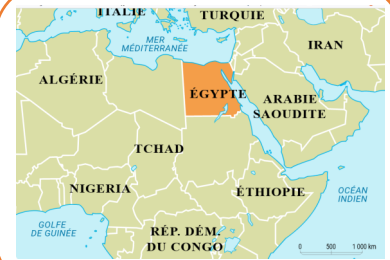 ITALIE
TURQUIE
MER
MÉDITERRANÉE
IRAN
ALGÉRIE
ÉGYPTE
ARABIE
SAOUDITE
TCHAD
NIGERIA
ÉTHIOPIE
OCÉAN
INDIEN
GOLFE
DE GUINÉE
RÉP. DÉM.
DU CONGO
0 500 1 000 km